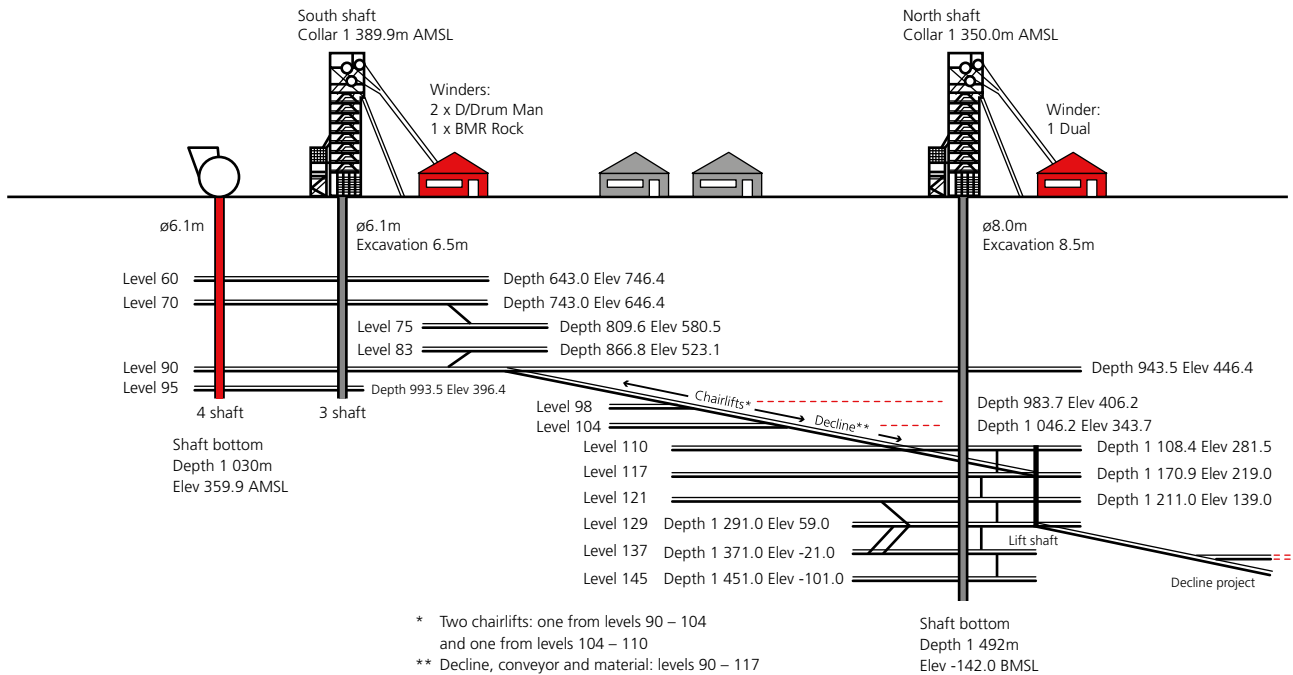 South shaft
Collar 1 389.9m AMSL
North shaft
Collar 1 350.0m AMSL
Winders:
2 x D/Drum Man
1 x BMR Rock
Winder:
1 Dual
ø6.1m
ø6.1m
Excavation 6.5m
ø8.0m
Excavation 8.5m
Level 60 Depth 643.0 Elev 746.4
Level 70 Depth 743.0 Elev 646.4
Level 75 Depth 809.6 Elev 580.5
Level 83 Depth 866.8 Elev 523.1
Level 90 Depth 943.5 Elev 446.4
Level 95 Depth 993.5 Elev 396.4
4 shaft
3 shaft
Shaft bottom
Depth 1 030m
Elev 359.9 AMSL
Chairlifts*
Decline**
Level 98 Depth 983.7 Elev 406.2
Level 104 Depth 1 046.2 Elev 343.7
Level 110 Depth 1 108.4 Elev 281.5
Level 117 Depth 1 170.9 Elev 219.0
Level 121 Depth 1 211.0 Elev 139.0
Level 129 Depth 1 291.0 Elev 59.0
Lift shaft
Level 137 Depth 1 371.0 Elev -21.0
Level 145 Depth 1 451.0 Elev -101.0
Decline project
* Two chairlifts: one from levels 90 – 104
and one from levels 104 – 110
** Decline, conveyor and material: levels 90 – 117
Shaft bottom
Depth 1 492m
Elev -142.0 BMSL